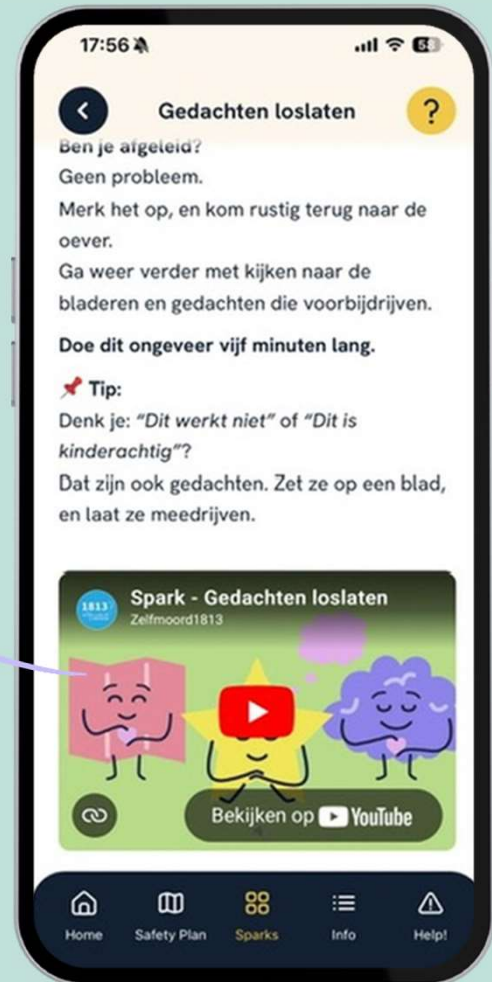 17:56
58
Gedachten loslaten
?
Ben je afgeleid?
Geen probleem.
Merk het op, en kom rustig terug naar de
oever.
Ga weer verder met kijken naar de
bladeren en gedachten die voorbijdrijven.
Doe dit ongeveer vijf minuten lang.
Tip:
Denk je: “Dit werkt niet” of “Dit is
kinderachtig”?
Dat zijn ook gedachten. Zet ze op een blad,
en laat ze meedrijven.
1813
Spark - Gedachten loslaten
Zelfmoord1813
Bekijken op YouTube
Home Safety Plan Sparks Info Help!